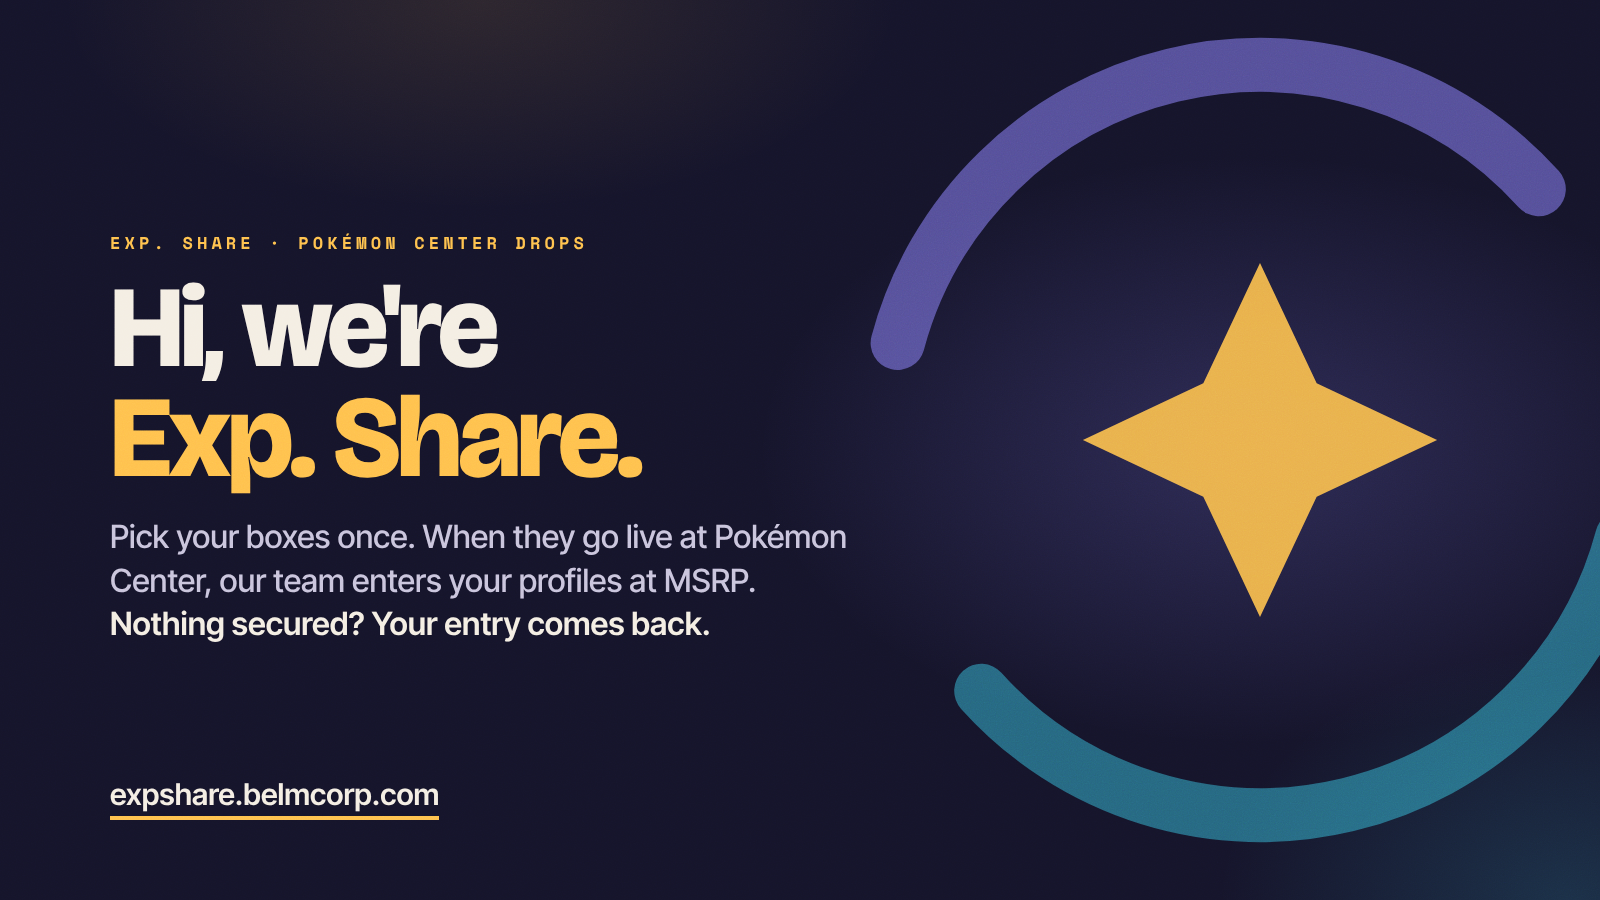 EXP. SHARE · POKÉMON CENTER DROPS
Hi, we're
Exp. Share.
Pick your boxes once. When they go live at Pokémon
Center, our team enters your profiles at MSRP.
Nothing secured? Your entry comes back.
expshare.belmcorp.com